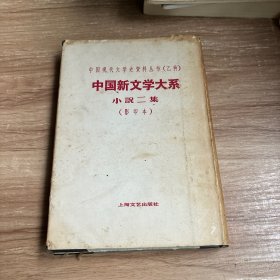 中国现代文学史资料丛书(乙种)
中国新文学大系
小说二集
(影印本)
上海文艺出版社